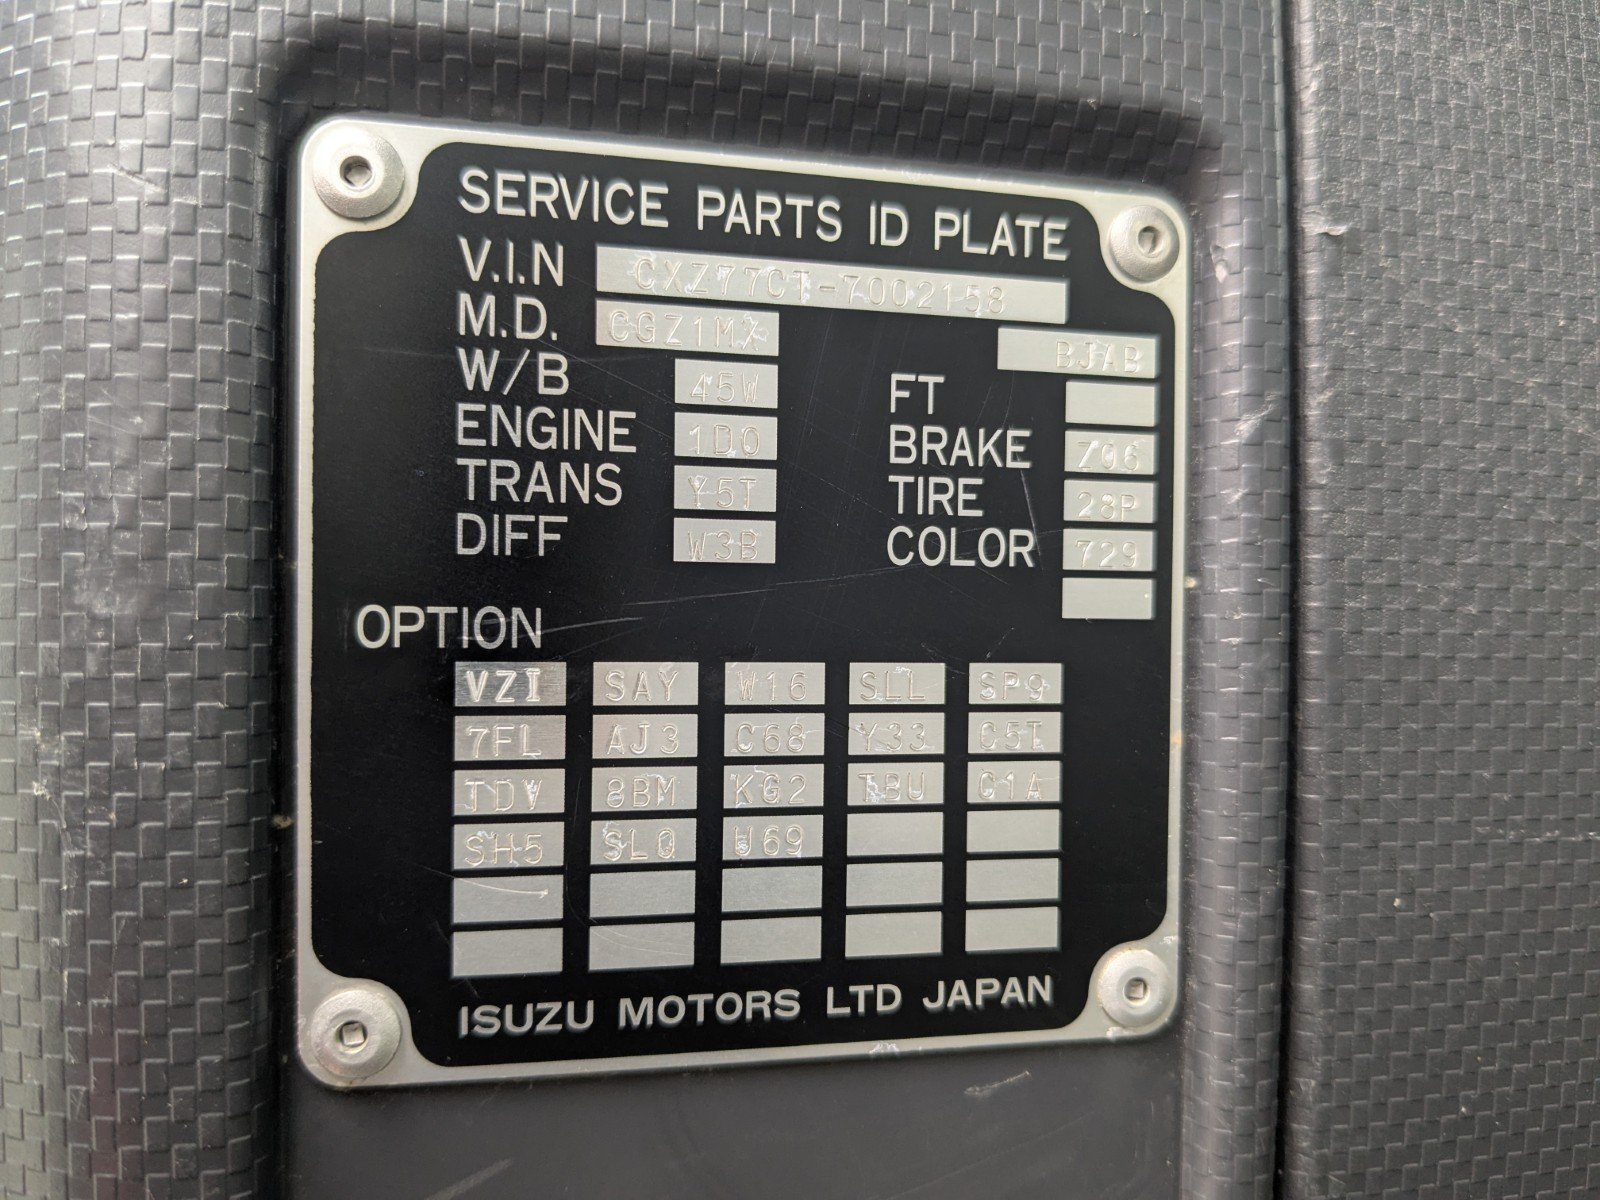 SERVICE PARTS ID PLATE
V.I.N CXZ77CT-7002158
M.D. CGZ1MX BJAB
W/B 45W FT
ENGINE 1D0 BRAKE Z06
TRANS Y5T TIRE 28P
DIFF W3B COLOR 729
OPTION
VZI SAY W16 SLL SP9
7FL AJ3 C68 Y33 C5T
TDV 8BM KG2 TBU C1A
SH5 SL0 U69
ISUZU MOTORS LTD JAPAN